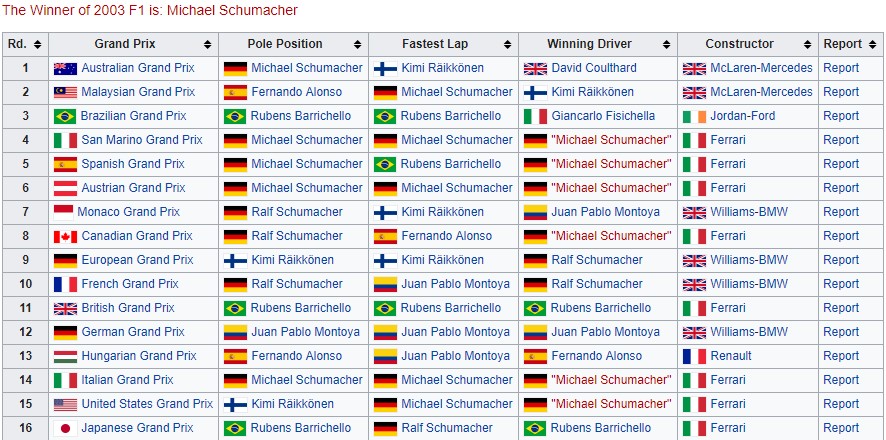 The Winner of 2003 F1 is: Michael Schumacher
Rd. Grand Prix Pole Position Fastest Lap Winning Driver Constructor Report
1 Australian Grand Prix Michael Schumacher Kimi Räikkönen David Coulthard McLaren-Mercedes Report
2 Malaysian Grand Prix Fernando Alonso Michael Schumacher Kimi Räikkönen McLaren-Mercedes Report
3 Brazilian Grand Prix Rubens Barrichello Rubens Barrichello Giancarlo Fisichella Jordan-Ford Report
4 San Marino Grand Prix Michael Schumacher Michael Schumacher "Michael Schumacher" Ferrari Report
5 Spanish Grand Prix Michael Schumacher Rubens Barrichello "Michael Schumacher" Ferrari Report
6 Austrian Grand Prix Michael Schumacher Michael Schumacher "Michael Schumacher" Ferrari Report
7 Monaco Grand Prix Ralf Schumacher Kimi Räikkönen Juan Pablo Montoya Williams-BMW Report
8 Canadian Grand Prix Ralf Schumacher Fernando Alonso "Michael Schumacher" Ferrari Report
9 European Grand Prix Kimi Räikkönen Kimi Räikkönen Ralf Schumacher Williams-BMW Report
10 French Grand Prix Ralf Schumacher Juan Pablo Montoya Ralf Schumacher Williams-BMW Report
11 British Grand Prix Rubens Barrichello Rubens Barrichello Rubens Barrichello Ferrari Report
12 German Grand Prix Juan Pablo Montoya Juan Pablo Montoya Juan Pablo Montoya Williams-BMW Report
13 Hungarian Grand Prix Fernando Alonso Juan Pablo Montoya Fernando Alonso Renault Report
14 Italian Grand Prix Michael Schumacher Michael Schumacher "Michael Schumacher" Ferrari Report
15 United States Grand Prix Kimi Räikkönen Michael Schumacher "Michael Schumacher" Ferrari Report
16 Japanese Grand Prix Rubens Barrichello Ralf Schumacher Rubens Barrichello Ferrari Report